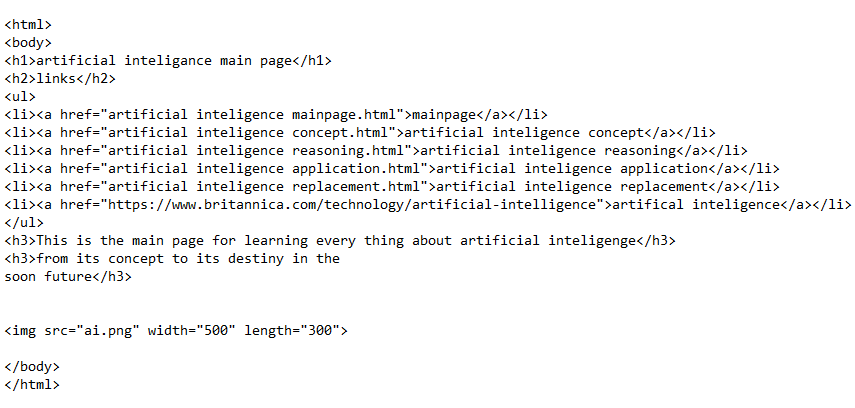 <html>
<body>
<h1>artificial inteligance main page</h1>
<h2>links</h2>
<ul>
<li><a href="artificial inteligence mainpage.html">mainpage</a></li>
<li><a href="artificial inteligence concept.html">artificial inteligence concept</a></li>
<li><a href="artificial inteligence reasoning.html">artificial inteligence reasoning</a></li>
<li><a href="artificial inteligence application.html">artificial inteligence application</a></li>
<li><a href="artificial inteligence replacement.html">artificial inteligence replacement</a></li>
<li><a href="https://www.britannica.com/technology/artificial-intelligence">artifical inteligence</a></li>
</ul>
<h3>This is the main page for learning every thing about artificial inteligenge</h3>
<h3>from its concept to its destiny in the
soon future</h3>
<img src="ai.png" width="500" length="300">
</body>
</html>